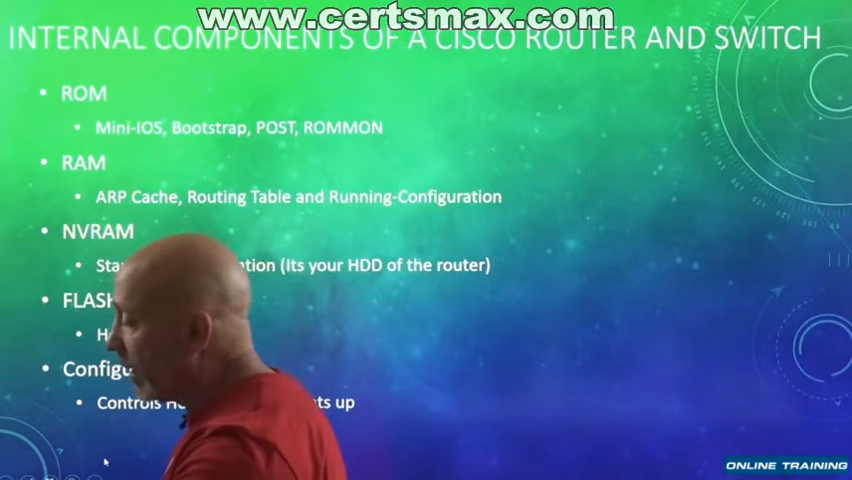 www.certsmax.com
INTERNAL COMPONENTS OF A CISCO ROUTER AND SWITCH
• ROM
• Mini-IOS, Bootstrap, POST, ROMMON
• RAM
• ARP Cache, Routing Table and Running-Configuration
• NVRAM
• (Its your HDD of the router)
• FLASH
•
•
• Controls up
ONLINE TRAINING